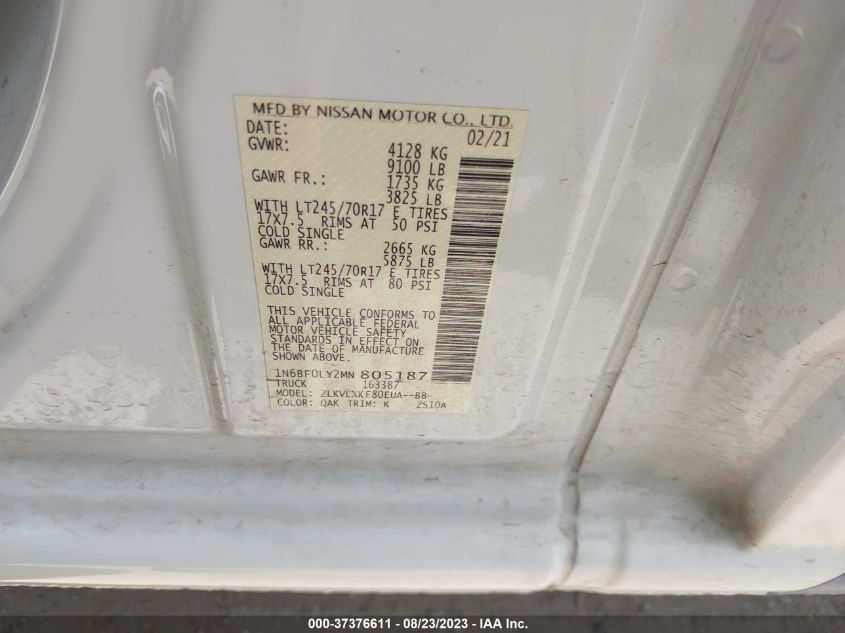 MFD BY NISSAN MOTOR CO., LTD.
DATE: 02/21
GVWR: 4128 KG
9100 LB
GAWR FR.: 1735 KG
3825 LB
WITH LT245/70R17 E TIRES
17X7.5 RIMS AT 50 PSI
COLD SINGLE
GAWR RR.: 2665 KG
5875 LB
WITH LT245/70R17 E TIRES
17X7.5 RIMS AT 80 PSI
COLD SINGLE
THIS VEHICLE CONFORMS TO
ALL APPLICABLE FEDERAL
MOTOR VEHICLE SAFETY
STANDARDS IN EFFECT ON
THE DATE OF MANUFACTURE
SHOWN ABOVE.
1N6BF0LY2MN 805187
TRUCK 163387
MODEL: ZLKVLXKF80EUA--BB-
COLOR: QAK TRIM: K 2S10A
000-37376611 - 08/23/2023 - IAA Inc.